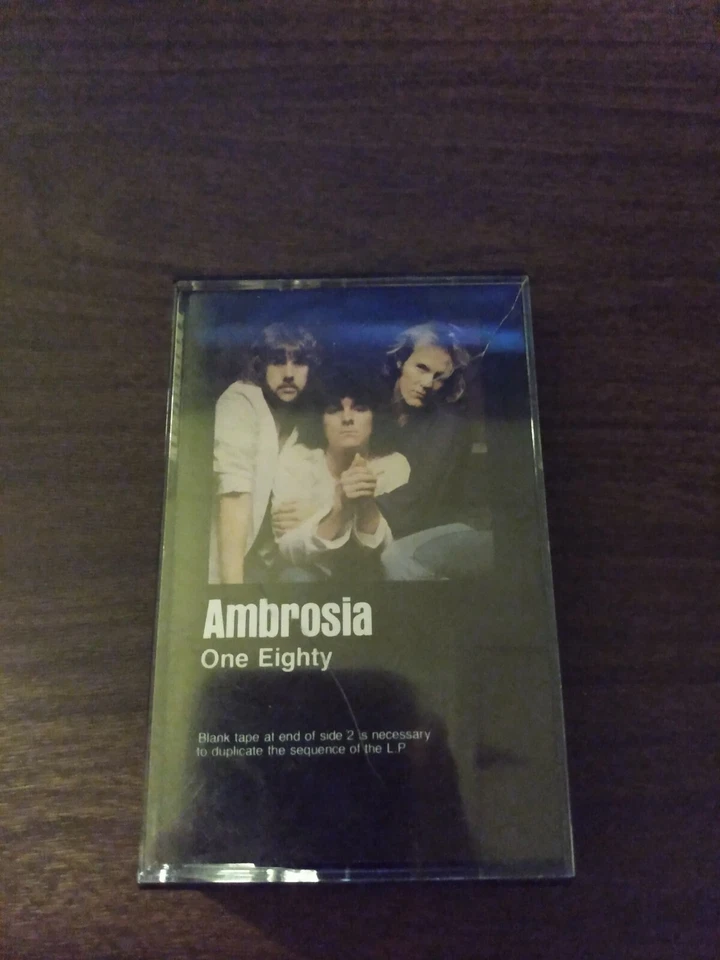 Ambrosia
One Eighty
Blank tape at end of side 2 is necessary
to duplicate the sequence of the L.P